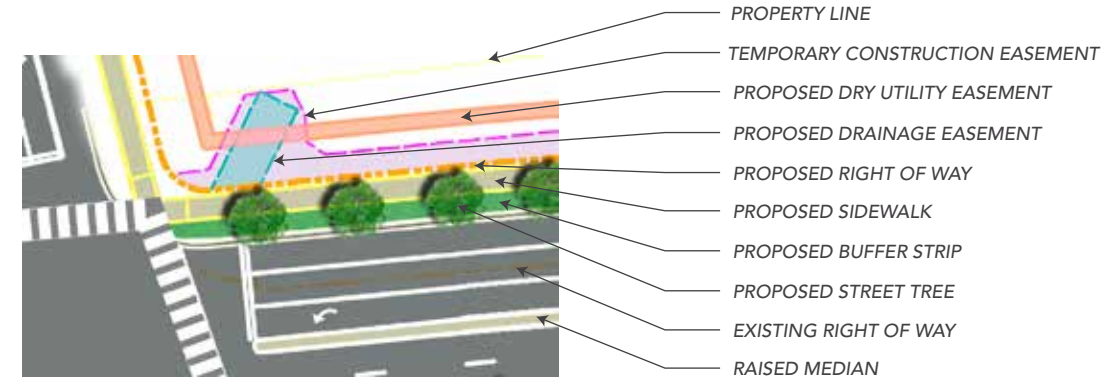 PROPERTY LINE
TEMPORARY CONSTRUCTION EASEMENT
PROPOSED DRY UTILITY EASEMENT
PROPOSED DRAINAGE EASEMENT
PROPOSED RIGHT OF WAY
PROPOSED SIDEWALK
PROPOSED BUFFER STRIP
PROPOSED STREET TREE
EXISTING RIGHT OF WAY
RAISED MEDIAN